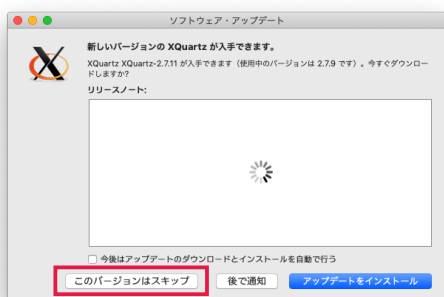 ソフトウェア・アップデート
新しいバージョンの XQuartz が入手できます。
XQuartz XQuartz-2.7.11 が入手できます（使用中のバージョンは 2.7.9 です）。今すぐダウンロー
ドしますか?
リリースノート:
今後はアップデートのダウンロードとインストールを自動で行う
このバージョンはスキップ
後で通知
アップデートをインストール